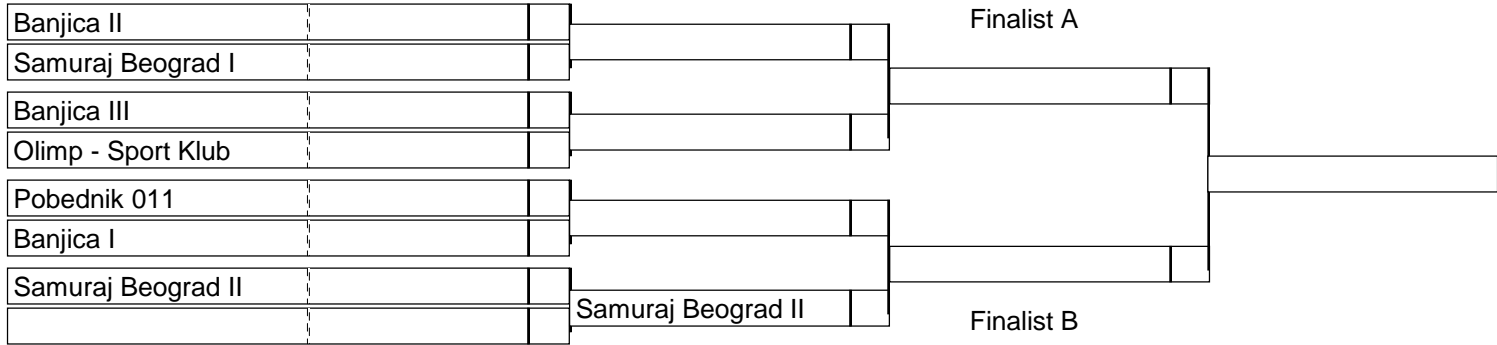 Banjica II
Samuraj Beograd I
Banjica III
Olimp - Sport Klub
Pobednik 011
Banjica I
Samuraj Beograd II
Samuraj Beograd II
Finalist A
Finalist B